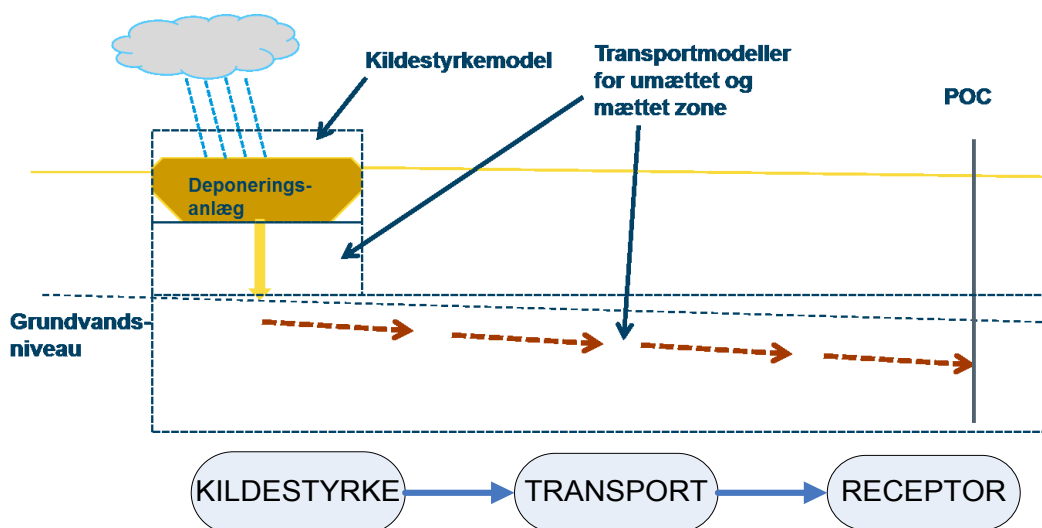 Kildestyrkemodel
Transportmodeller
for umættet og
mættet zone
POC
Deponerings-
anlæg
Grundvands-
niveau
KILDESTYRKE
TRANSPORT
RECEPTOR